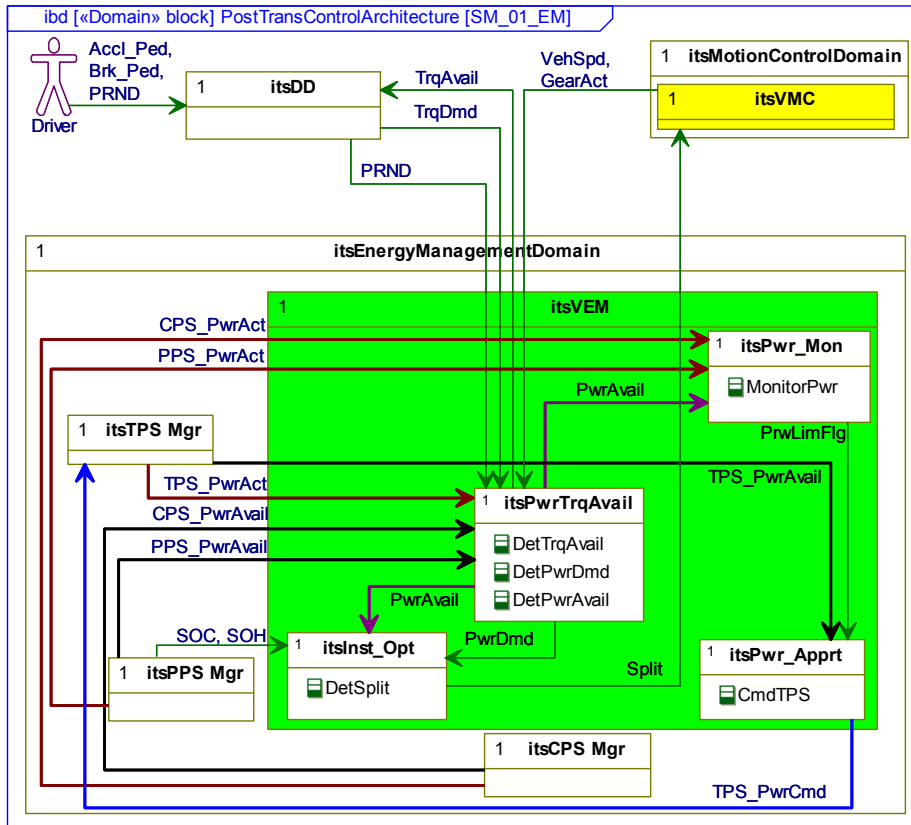 ibd [«Domain» block] PostTransControlArchitecture [SM_01_EM]
Accl_Ped,
Brk_Ped,
PRND
Driver
1 itsDD
TrqAvail
TrqDmd
PRND
VehSpd,
GearAct
1 itsMotionControlDomain
1 itsVMC
1 itsEnergyManagementDomain
1 itsVEM
CPS_PwrAct
PPS_PwrAct
1 itsPwr_Mon
MonitorPwr
PwrAvail
PrwLimFlg
1 itsTPS Mgr
TPS_PwrAvail
TPS_PwrAct
CPS_PwrAvail
PPS_PwrAvail
1 itsPwrTrqAvail
DetTrqAvail
DetPwrDmd
DetPwrAvail
PwrAvail
PwrDmd
SOC, SOH
1 itsInst_Opt
DetSplit
Split
1 itsPwr_Apprt
CmdTPS
1 itsPPS Mgr
1 itsCPS Mgr
TPS_PwrCmd